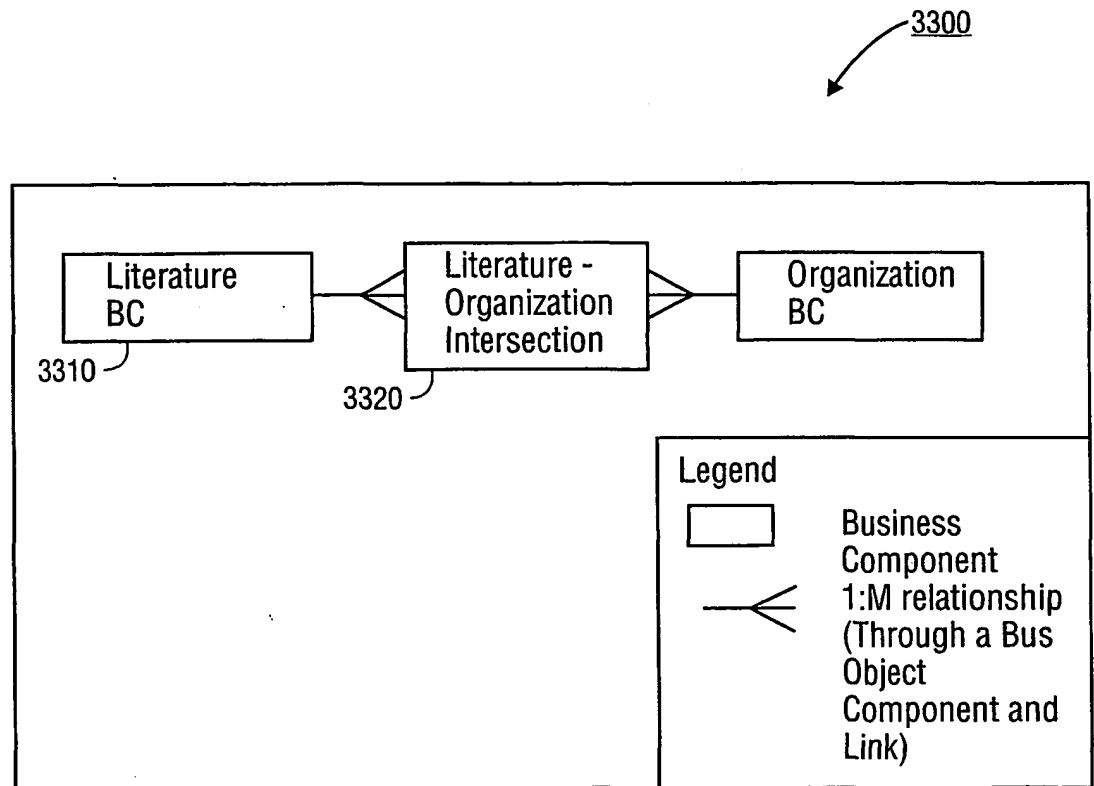 3300
Literature
BC
3310
Literature -
Organization
Intersection
3320
Organization
BC
Legend
Business
Component
1:M relationship
(Through a Bus
Object
Component and
Link)